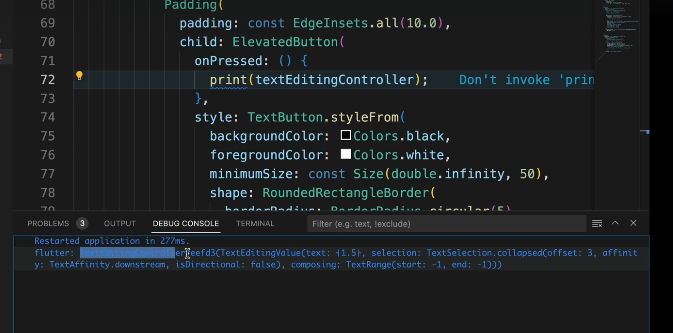 68 Padding(
69 padding: const EdgeInsets.all(10.0),
70 child: ElevatedButton(
71 onPressed: () {
72 print(textEditingController); Don't invoke 'prin
73 },
74 style: TextButton.styleFrom(
75 backgroundColor: Colors.black,
76 foregroundColor: Colors.white,
77 minimumSize: const Size(double.infinity, 50),
78 shape: RoundedRectangleBorder(
79 borderRadius: BorderRadius.circular(5)
PROBLEMS 3 OUTPUT DEBUG CONSOLE TERMINAL Filter (e.g. text, !exclude)
Restarted application in 277ms.
flutter: TextEditingController#eefd3(TextEditingValue(text: ┤1.5├, selection: TextSelection.collapsed(offset: 3, affinit
y: TextAffinity.downstream, isDirectional: false), composing: TextRange(start: -1, end: -1)))